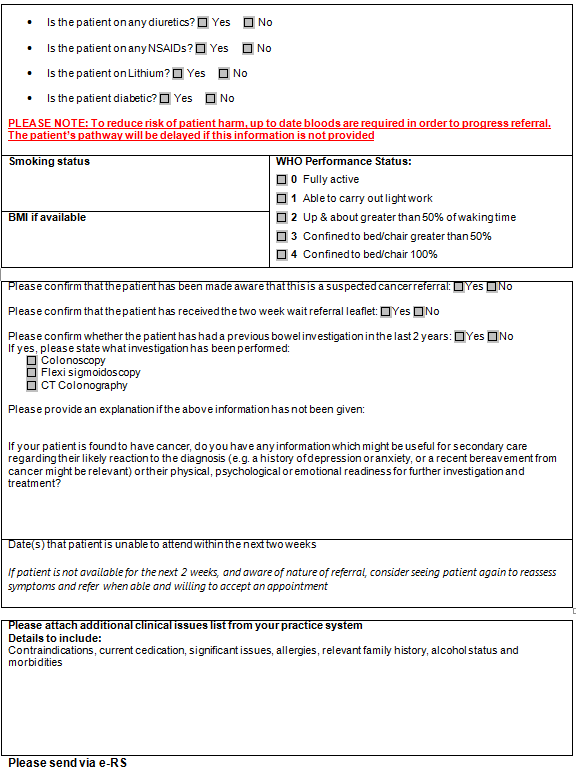 • Is the patient on any diuretics? Yes No
• Is the patient on any NSAIDs? Yes No
• Is the patient on Lithium? Yes No
• Is the patient diabetic? Yes No
PLEASE NOTE: To reduce risk of patient harm, up to date bloods are required in order to progress referral.
The patient's pathway will be delayed if this information is not provided
Smoking status
BMI if available
WHO Performance Status:
0 Fully active
1 Able to carry out light work
2 Up & about greater than 50% of waking time
3 Confined to bed/chair greater than 50%
4 Confined to bed/chair 100%
Please confirm that the patient has been made aware that this is a suspected cancer referral: Yes No
Please confirm that the patient has received the two week wait referral leaflet: Yes No
Please confirm whether the patient has had a previous bowel investigation in the last 2 years: Yes No
If yes, please state what investigation has been performed:
Colonoscopy
Flexi sigmoidoscopy
CT Colonography
Please provide an explanation if the above information has not been given:
If your patient is found to have cancer, do you have any information which might be useful for secondary care
regarding their likely reaction to the diagnosis (e.g. a history of depression or anxiety, or a recent bereavement from
cancer might be relevant) or their physical, psychological or emotional readiness for further investigation and
treatment?
Date(s) that patient is unable to attend within the next two weeks
If patient is not available for the next 2 weeks, and aware of nature of referral, consider seeing patient again to reassess
symptoms and refer when able and willing to accept an appointment
Please attach additional clinical issues list from your practice system
Details to include:
Contraindications, current cedication, significant issues, allergies, relevant family history, alcohol status and
morbidities
Please send via e-RS